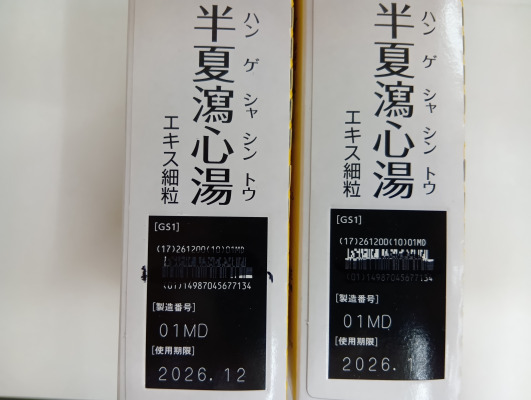 半夏瀉心湯
ハンゲシャシントウ
エキス細粒
[GS1]
(17)261200(10)01MD
(01)14987045677134
[製造番号]
01MD
[使用期限]
2026.12
半夏瀉心湯
ハンゲシャシントウ
エキス細粒
[GS1]
(17)261200(10)01MD
(01)14987045677134
[製造番号]
01MD
[使用期限]